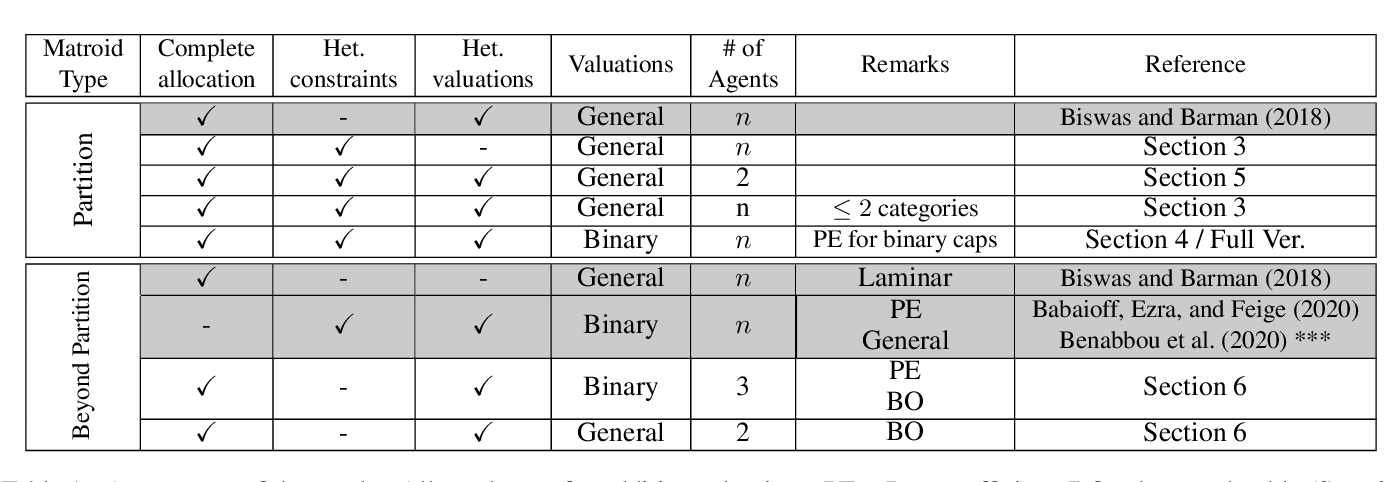 Matroid Type | Complete allocation | Het. constraints | Het. valuations | Valuations | # of Agents | Remarks | Reference
Partition
✓ | - | ✓ | General | n | | Biswas and Barman (2018)
✓ | ✓ | - | General | n | | Section 3
✓ | ✓ | ✓ | General | 2 | | Section 5
✓ | ✓ | ✓ | General | n | ≤ 2 categories | Section 3
✓ | ✓ | ✓ | Binary | n | PE for binary caps | Section 4 / Full Ver.
Beyond Partition
✓ | - | - | General | n | Laminar | Biswas and Barman (2018)
- | ✓ | ✓ | Binary | n | PE General | Babaioff, Ezra, and Feige (2020) Benabbou et al. (2020) ***
✓ | - | ✓ | Binary | 3 | PE BO | Section 6
✓ | - | ✓ | General | 2 | BO | Section 6